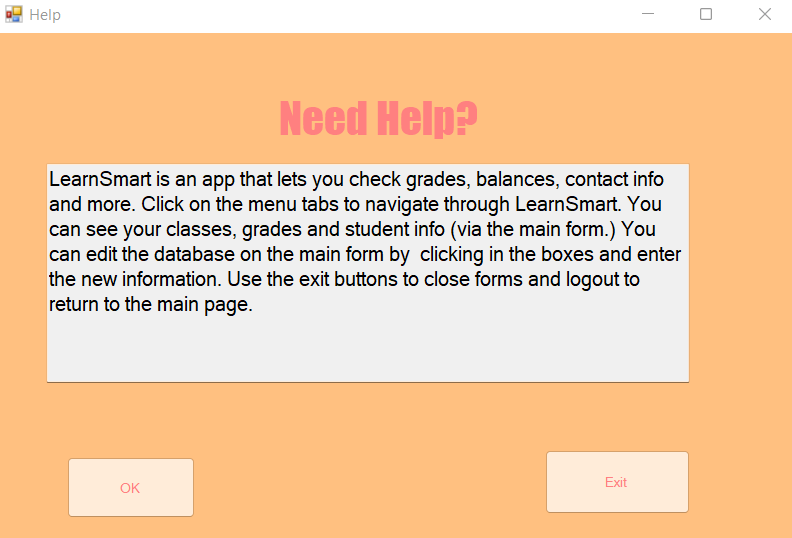 Help
Need Help?
LearnSmart is an app that lets you check grades, balances, contact info
and more. Click on the menu tabs to navigate through LearnSmart. You
can see your classes, grades and student info (via the main form.) You
can edit the database on the main form by  clicking in the boxes and enter
the new information. Use the exit buttons to close forms and logout to
return to the main page.
OK
Exit